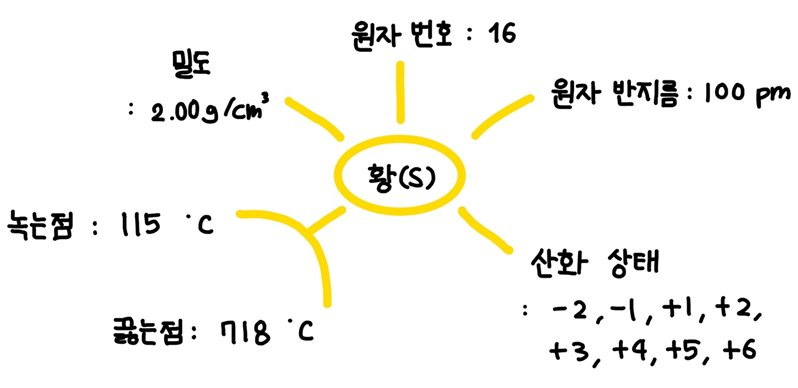 원자 번호 : 16
밀도
: 2.00g/cm³
원자 반지름 : 100 pm
황(S)
녹는점 : 115 °C
산화 상태
: -2, -1, +1, +2,
+3, +4, +5, +6
끓는점 : 718 °C